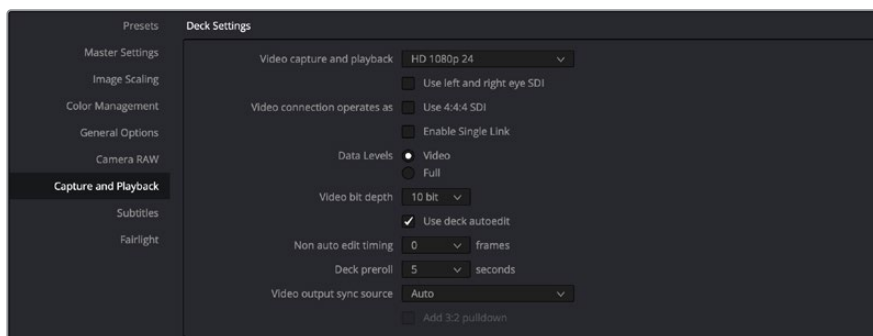 Presets
Master Settings
Image Scaling
Color Management
General Options
Camera RAW
Capture and Playback
Subtitles
Fairlight
Deck Settings
Video capture and playback HD 1080p 24
Use left and right eye SDI
Video connection operates as Use 4:4:4 SDI
Enable Single Link
Data Levels Video
Full
Video bit depth 10 bit
Use deck autoedit
Non auto edit timing 0 frames
Deck preroll 5 seconds
Video output sync source Auto
Add 3:2 pulldown